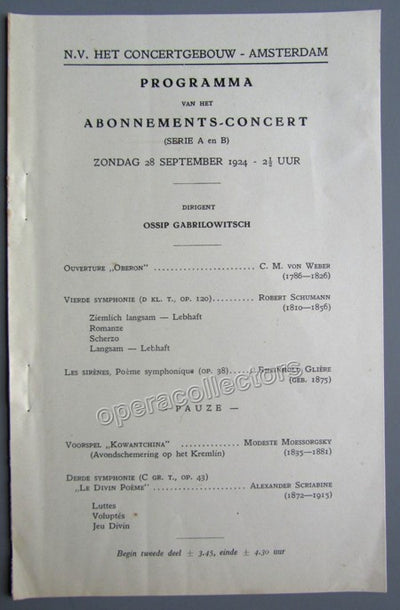 N.V. HET CONCERTGEBOUW - AMSTERDAM
PROGRAMMA
VAN HET
ABONNEMENTS-CONCERT
(SERIE A en B)
ZONDAG 28 SEPTEMBER 1924 - 2½ UUR
DIRIGENT
OSSIP GABRILOWITSCH
OUVERTURE „OBERON" ........................ C. M. VON WEBER
(1786—1826)
VIERDE SYMPHONIE (D KL. T., OP. 120).......... ROBERT SCHUMANN
(1810—1856)
Ziemlich langsam — Lebhaft
Romanze
Scherzo
Langsam — Lebhaft
LES SIRÈNES, Poème symphonique (OP. 38)...... GLIÈRE
(GEB. 1875)
operacollectors
— PAUZE —
VOORSPEL „KOWANTCHINA" .............. MODESTE MOESSORGSKY
(Avondschemering op het Kremlin) (1835—1881)
DERDE SYMPHONIE (C GR. T., OP. 43)
„LE DIVIN POÈME" ...................... ALEXANDER SCRIABINE
(1872—1915)
Luttes
Voluptés
Jeu Divin
Begin tweede deel ± 3.45, einde ± 4.30 uur